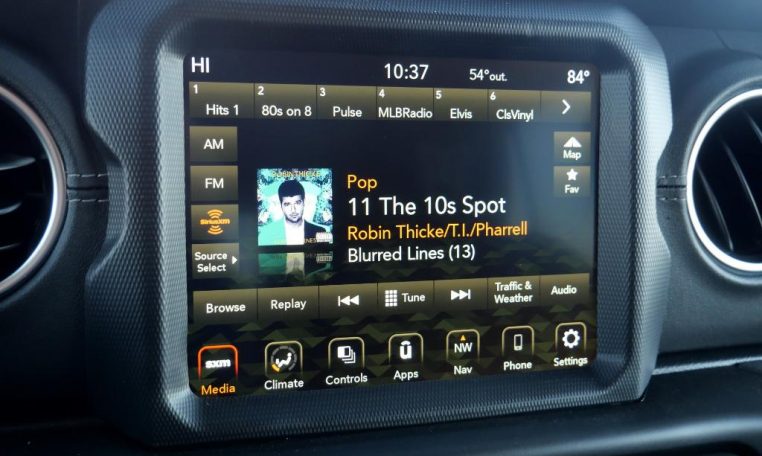 HI
10:37
54°out.
84°
1 Hits 1
2 80s on 8
3 Pulse
4 MLBRadio
5 Elvis
6 ClsVinyl
AM
FM
SiriusXM
Source
Select
ROBIN THICKE
Pop
11 The 10s Spot
Robin Thicke/T.I./Pharrell
Blurred Lines (13)
Map
Fav
Browse
Replay
Tune
Traffic &
Weather
Audio
sxm
Media
Climate
Controls
Apps
NW
Nav
Phone
Settings